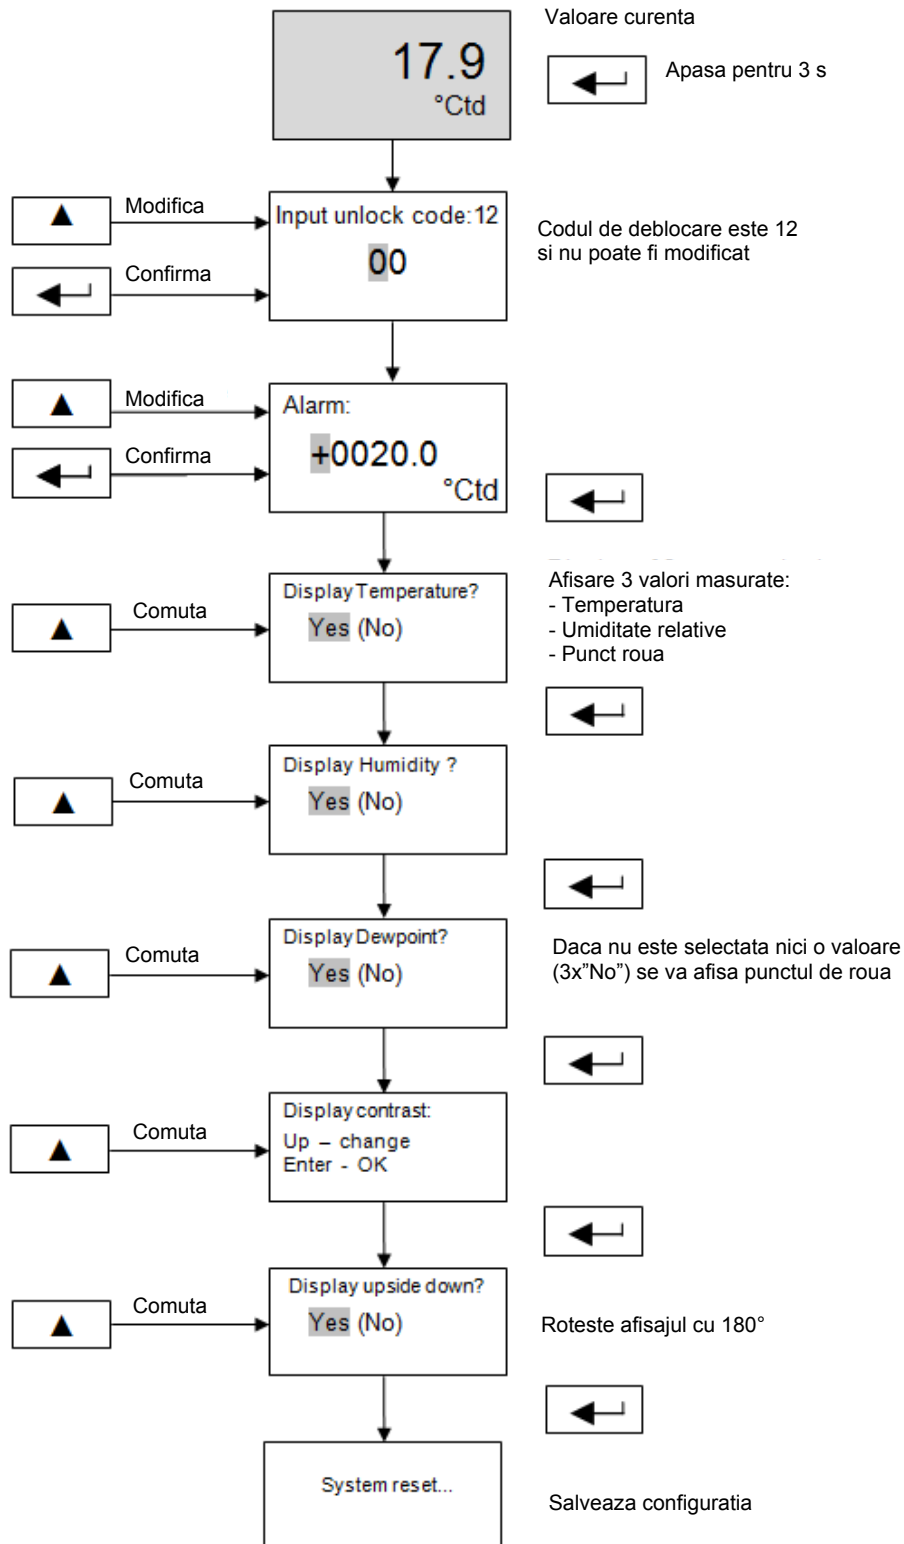 Valoare curenta
17.9
°Ctd
Apasa pentru 3 s
Modifica
Confirma
Input unlock code:12
00
Codul de deblocare este 12
si nu poate fi modificat
Modifica
Confirma
Alarm:
+0020.0
°Ctd
Comuta
Display Temperature?
Yes (No)
Afisare 3 valori masurate:
- Temperatura
- Umiditate relative
- Punct roua
Comuta
Display Humidity ?
Yes (No)
Comuta
Display Dewpoint?
Yes (No)
Daca nu este selectata nici o valoare
(3x”No”) se va afisa punctul de roua
Comuta
Display contrast:
Up – change
Enter - OK
Comuta
Display upside down?
Yes (No)
Roteste afisajul cu 180°
System reset...
Salveaza configuratia